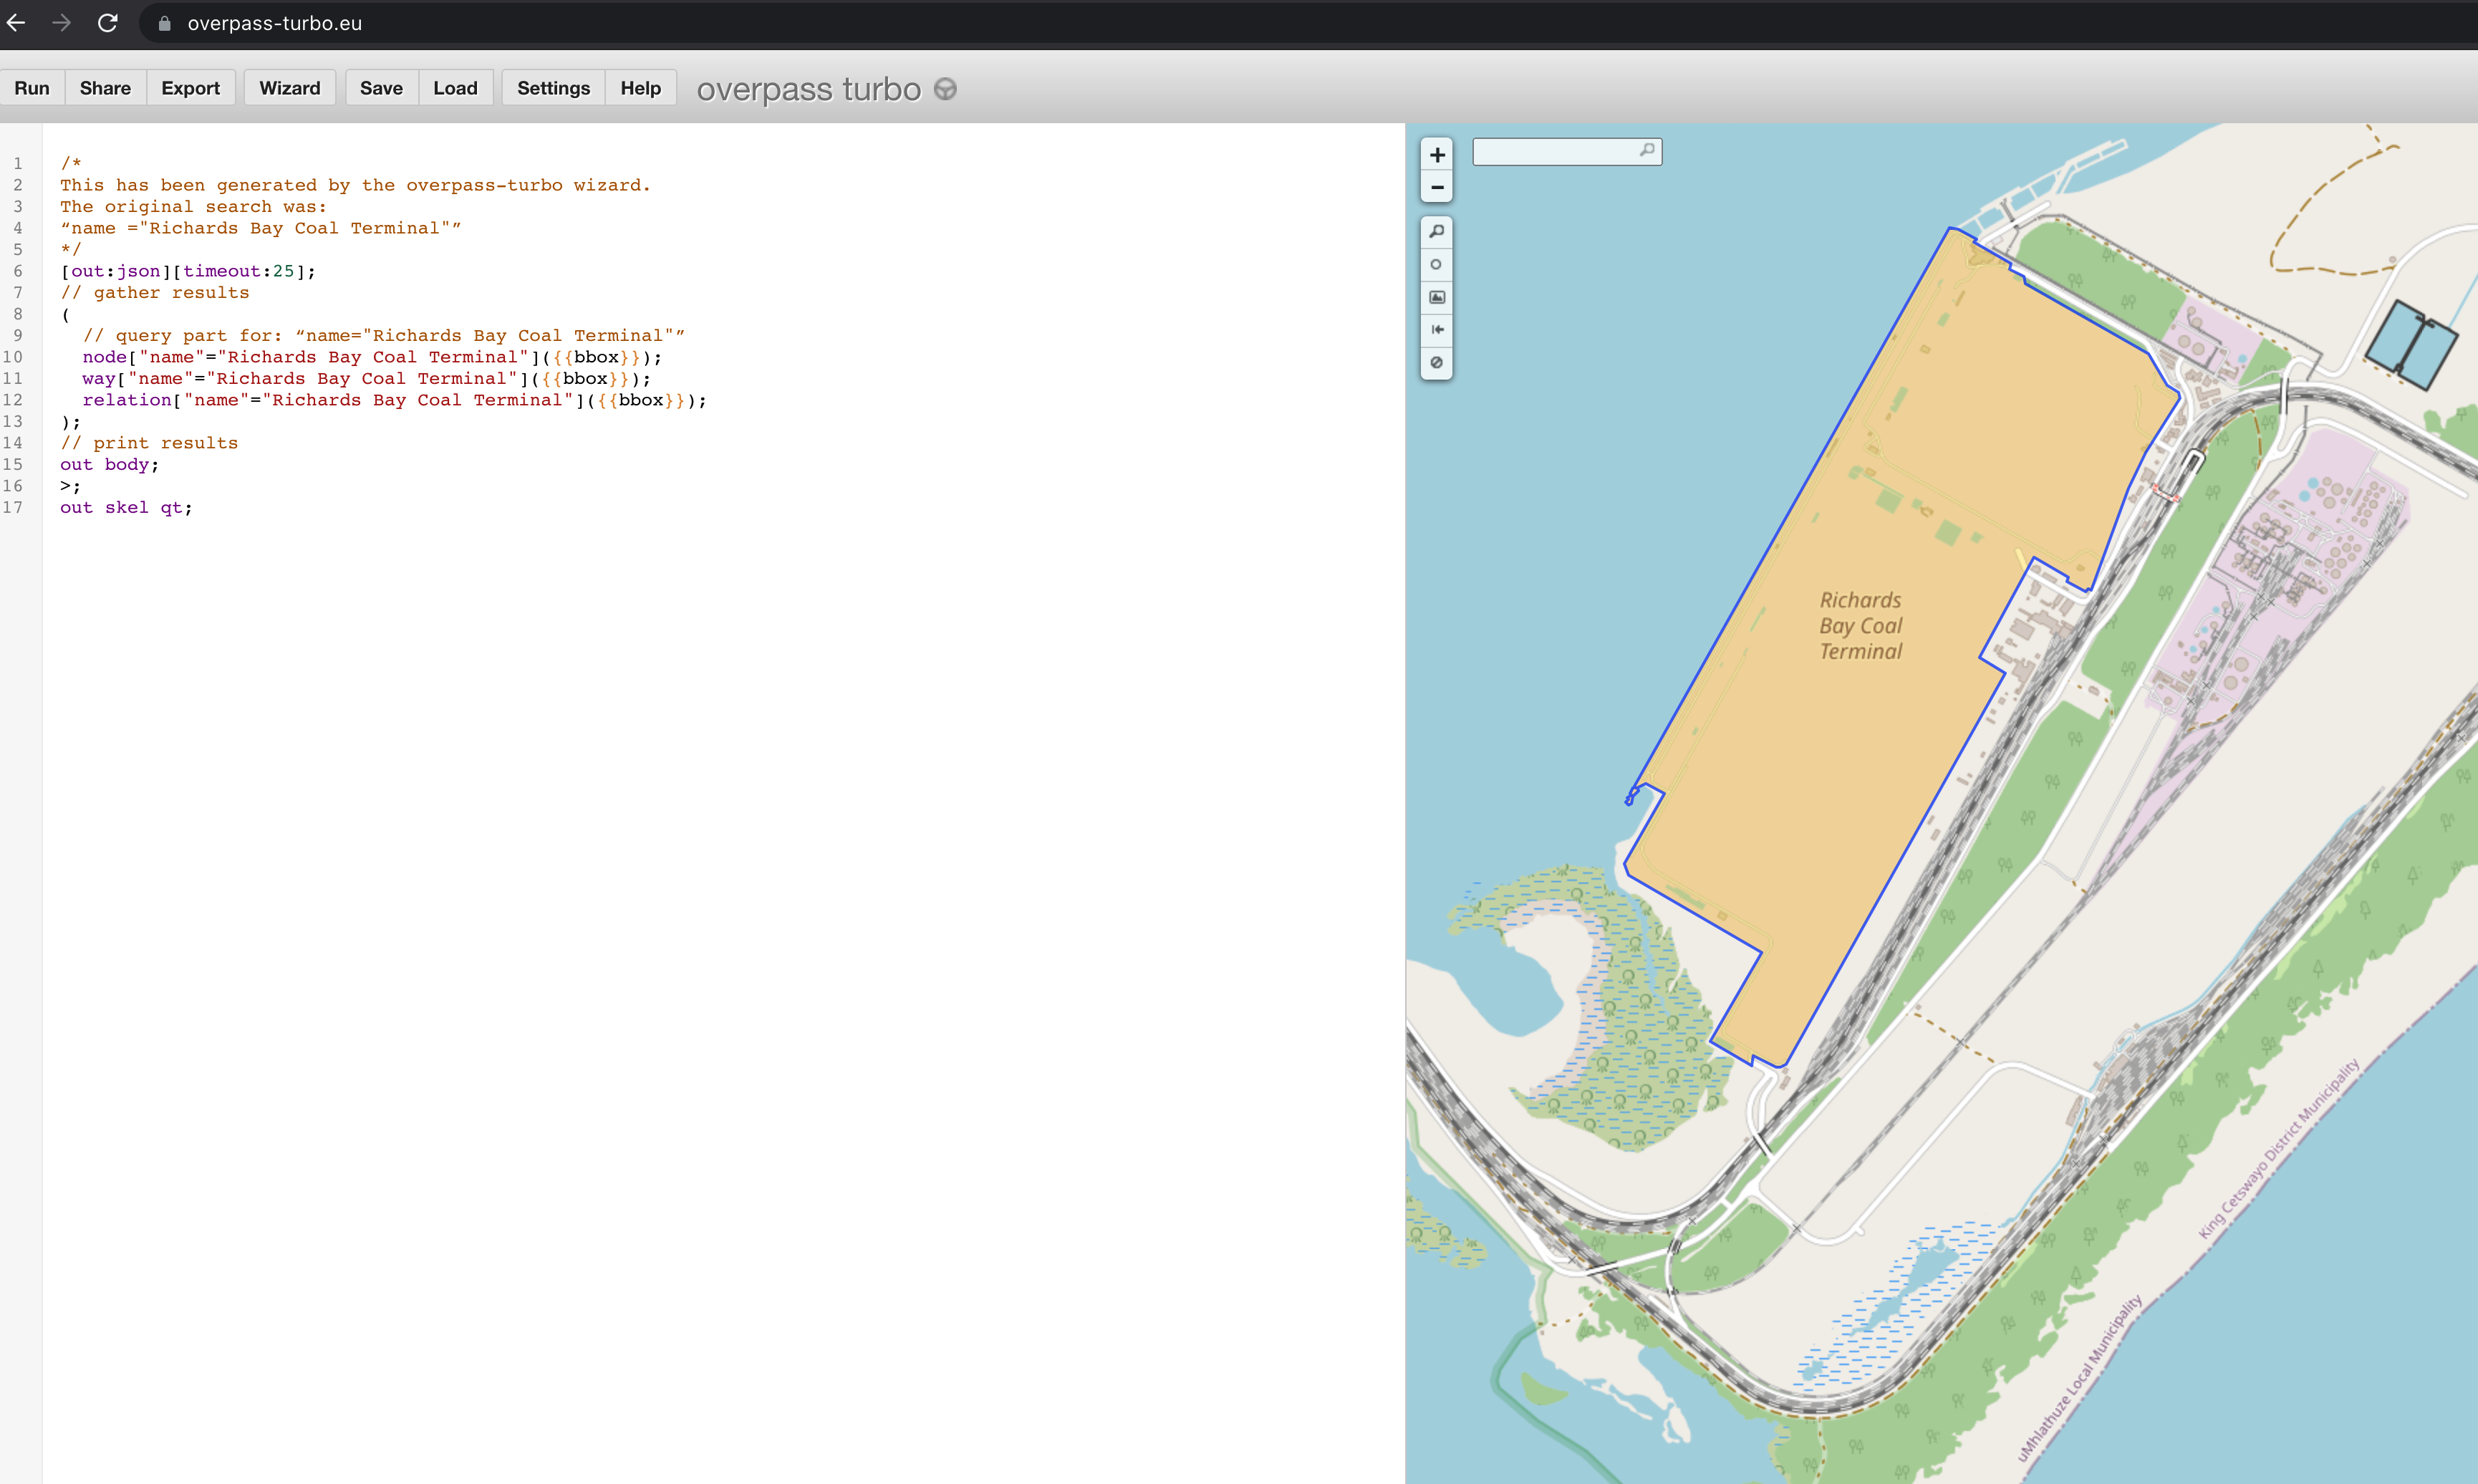 overpass-turbo.eu
Run Share Export Wizard Save Load Settings Help overpass turbo
1 /*
2 This has been generated by the overpass-turbo wizard.
3 The original search was:
4 “name ="Richards Bay Coal Terminal"”
5 */
6 [out:json][timeout:25];
7 // gather results
8 (
9   // query part for: “name="Richards Bay Coal Terminal"”
10   node["name"="Richards Bay Coal Terminal"]({{bbox}});
11   way["name"="Richards Bay Coal Terminal"]({{bbox}});
12   relation["name"="Richards Bay Coal Terminal"]({{bbox}});
13 );
14 // print results
15 out body;
16 >;
17 out skel qt;
+
−
Richards
Bay Coal
Terminal
King Cetswayo District Municipality
uMhlathuze Local Municipality